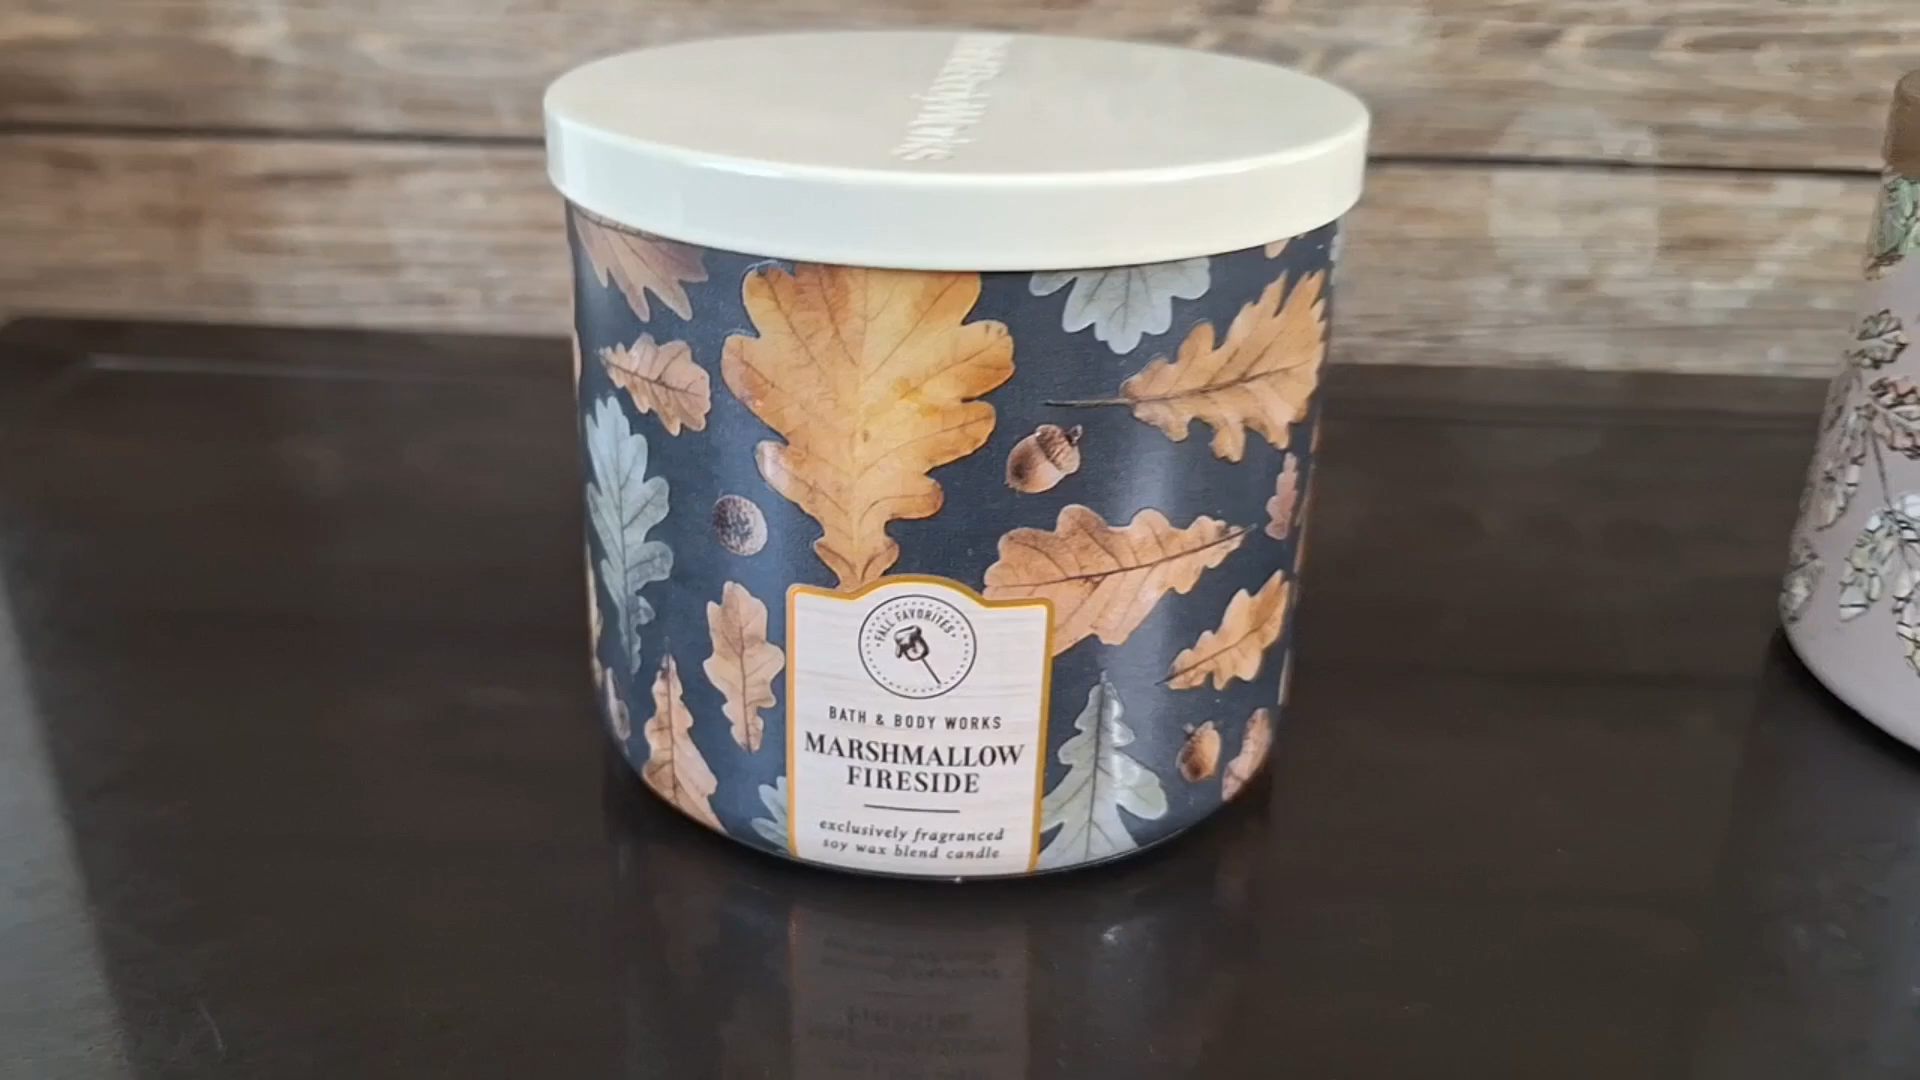 FALL FAVORITES
BATH & BODY WORKS
MARSHMALLOW
FIRESIDE
exclusively fragranced
soy wax blend candle